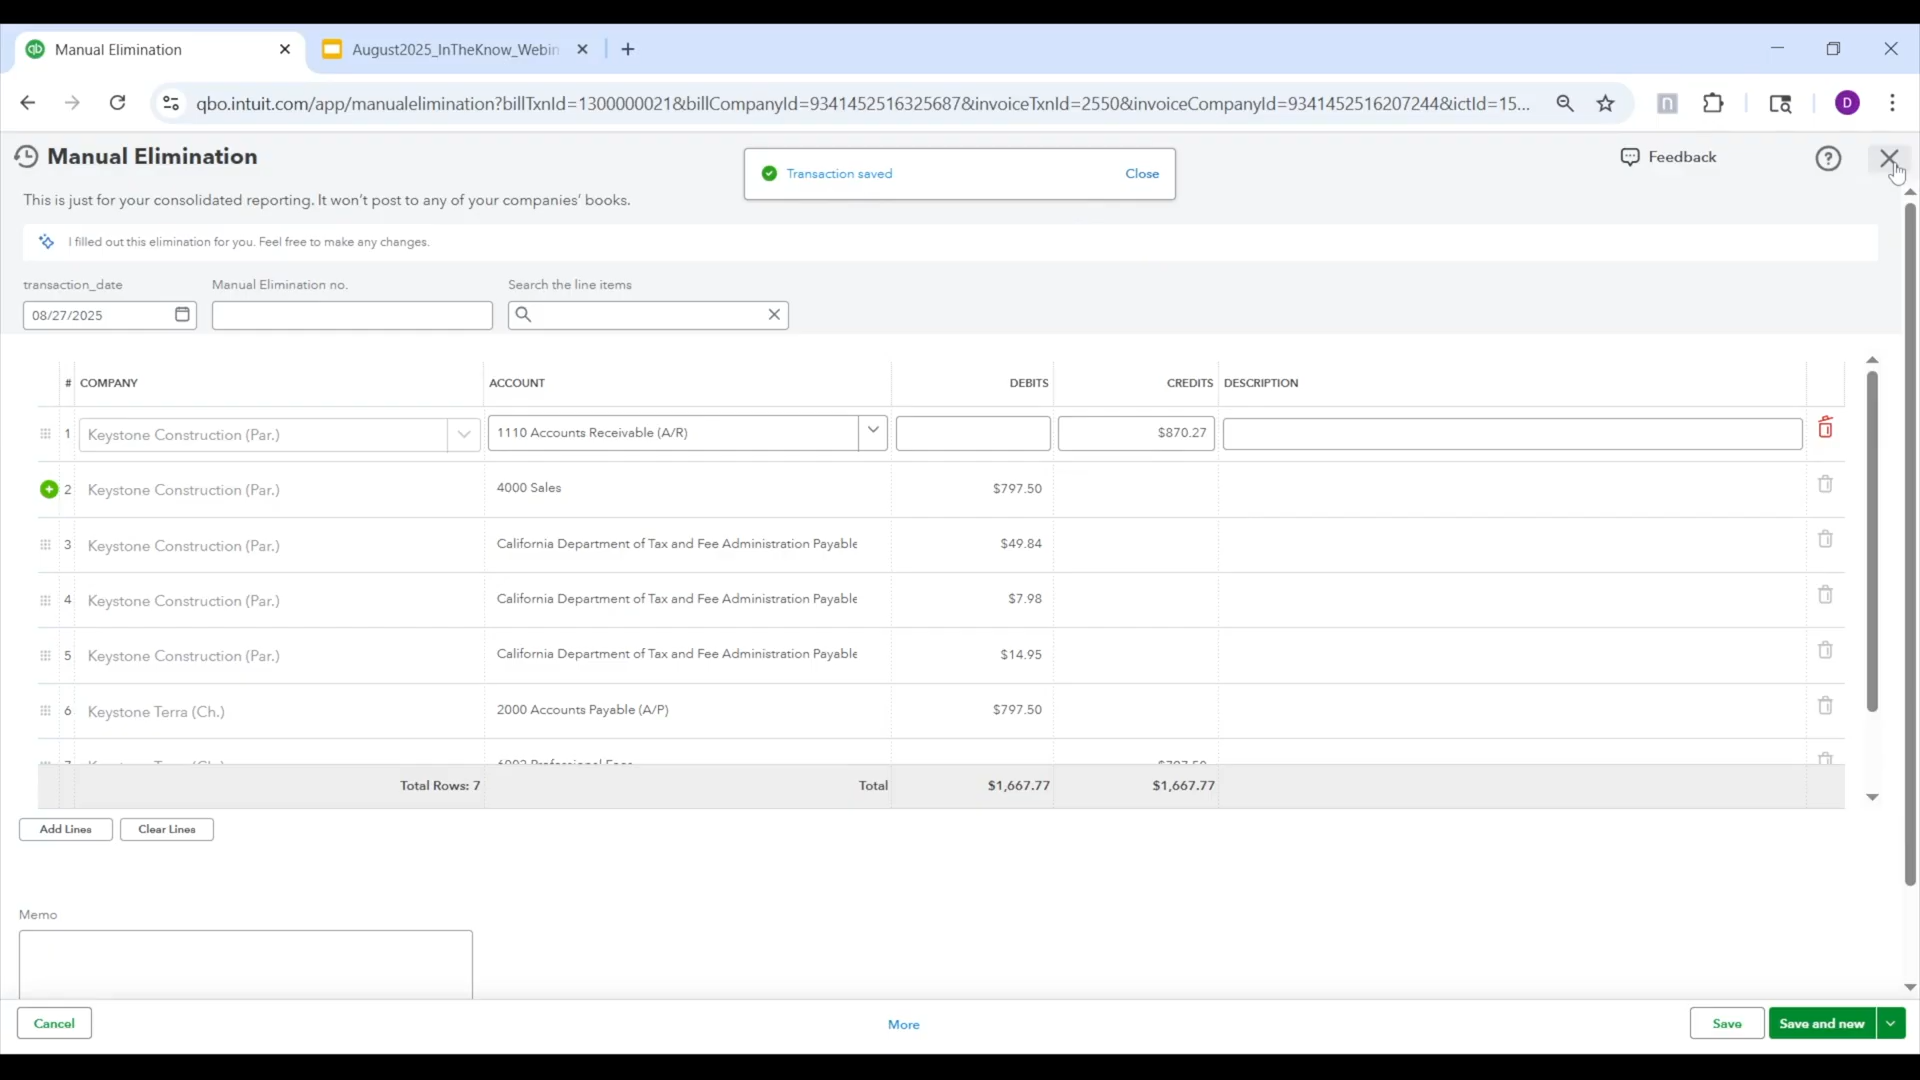 Manual Elimination
August2025_InTheKnow_Webin
qbo.intuit.com/app/manualelimination?billTxnId=1300000021&billCompanyId=9341452516325687&invoiceTxnId=2550&invoiceCompanyId=9341452516207244&ictId=15...
D
Manual Elimination
Transaction saved Close
Feedback
This is just for your consolidated reporting. It won't post to any of your companies' books.
I filled out this elimination for you. Feel free to make any changes.
transaction_date Manual Elimination no. Search the line items
08/27/2025
# COMPANY ACCOUNT DEBITS CREDITS DESCRIPTION
1 Keystone Construction (Par.) 1110 Accounts Receivable (A/R) $870.27
2 Keystone Construction (Par.) 4000 Sales $797.50
3 Keystone Construction (Par.) California Department of Tax and Fee Administration Payable $49.84
4 Keystone Construction (Par.) California Department of Tax and Fee Administration Payable $7.98
5 Keystone Construction (Par.) California Department of Tax and Fee Administration Payable $14.95
6 Keystone Terra (Ch.) 2000 Accounts Payable (A/P) $797.50
Total Rows: 7 Total $1,667.77 $1,667.77
Add Lines Clear Lines
Memo
Cancel More Save Save and new